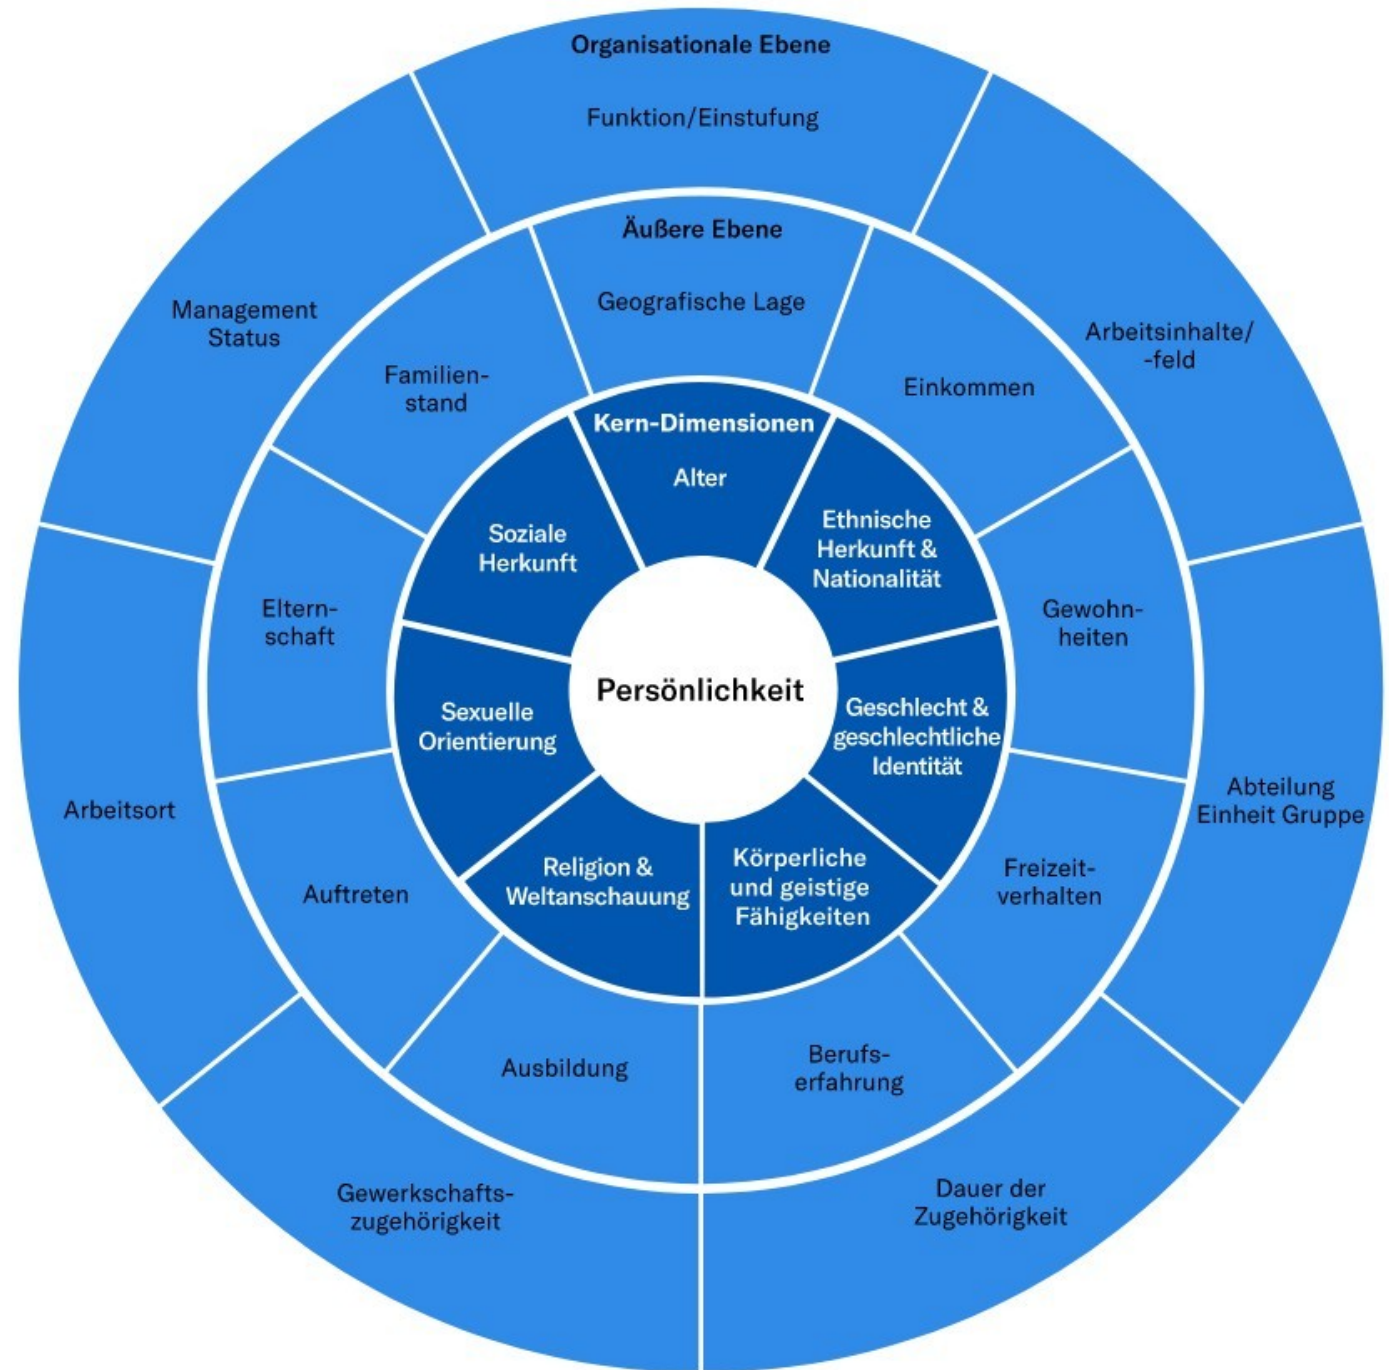 Organisationale Ebene
Funktion/Einstufung
Arbeitsinhalte/
-feld
Abteilung
Einheit Gruppe
Dauer der
Zugehörigkeit
Gewerkschafts-
zugehörigkeit
Arbeitsort
Management
Status
Äußere Ebene
Geografische Lage
Einkommen
Gewohn-
heiten
Freizeit-
verhalten
Berufs-
erfahrung
Ausbildung
Auftreten
Eltern-
schaft
Familien-
stand
Kern-Dimensionen
Alter
Ethnische
Herkunft &
Nationalität
Geschlecht &
geschlechtliche
Identität
Körperliche
und geistige
Fähigkeiten
Religion &
Weltanschauung
Sexuelle
Orientierung
Soziale
Herkunft
Persönlichkeit